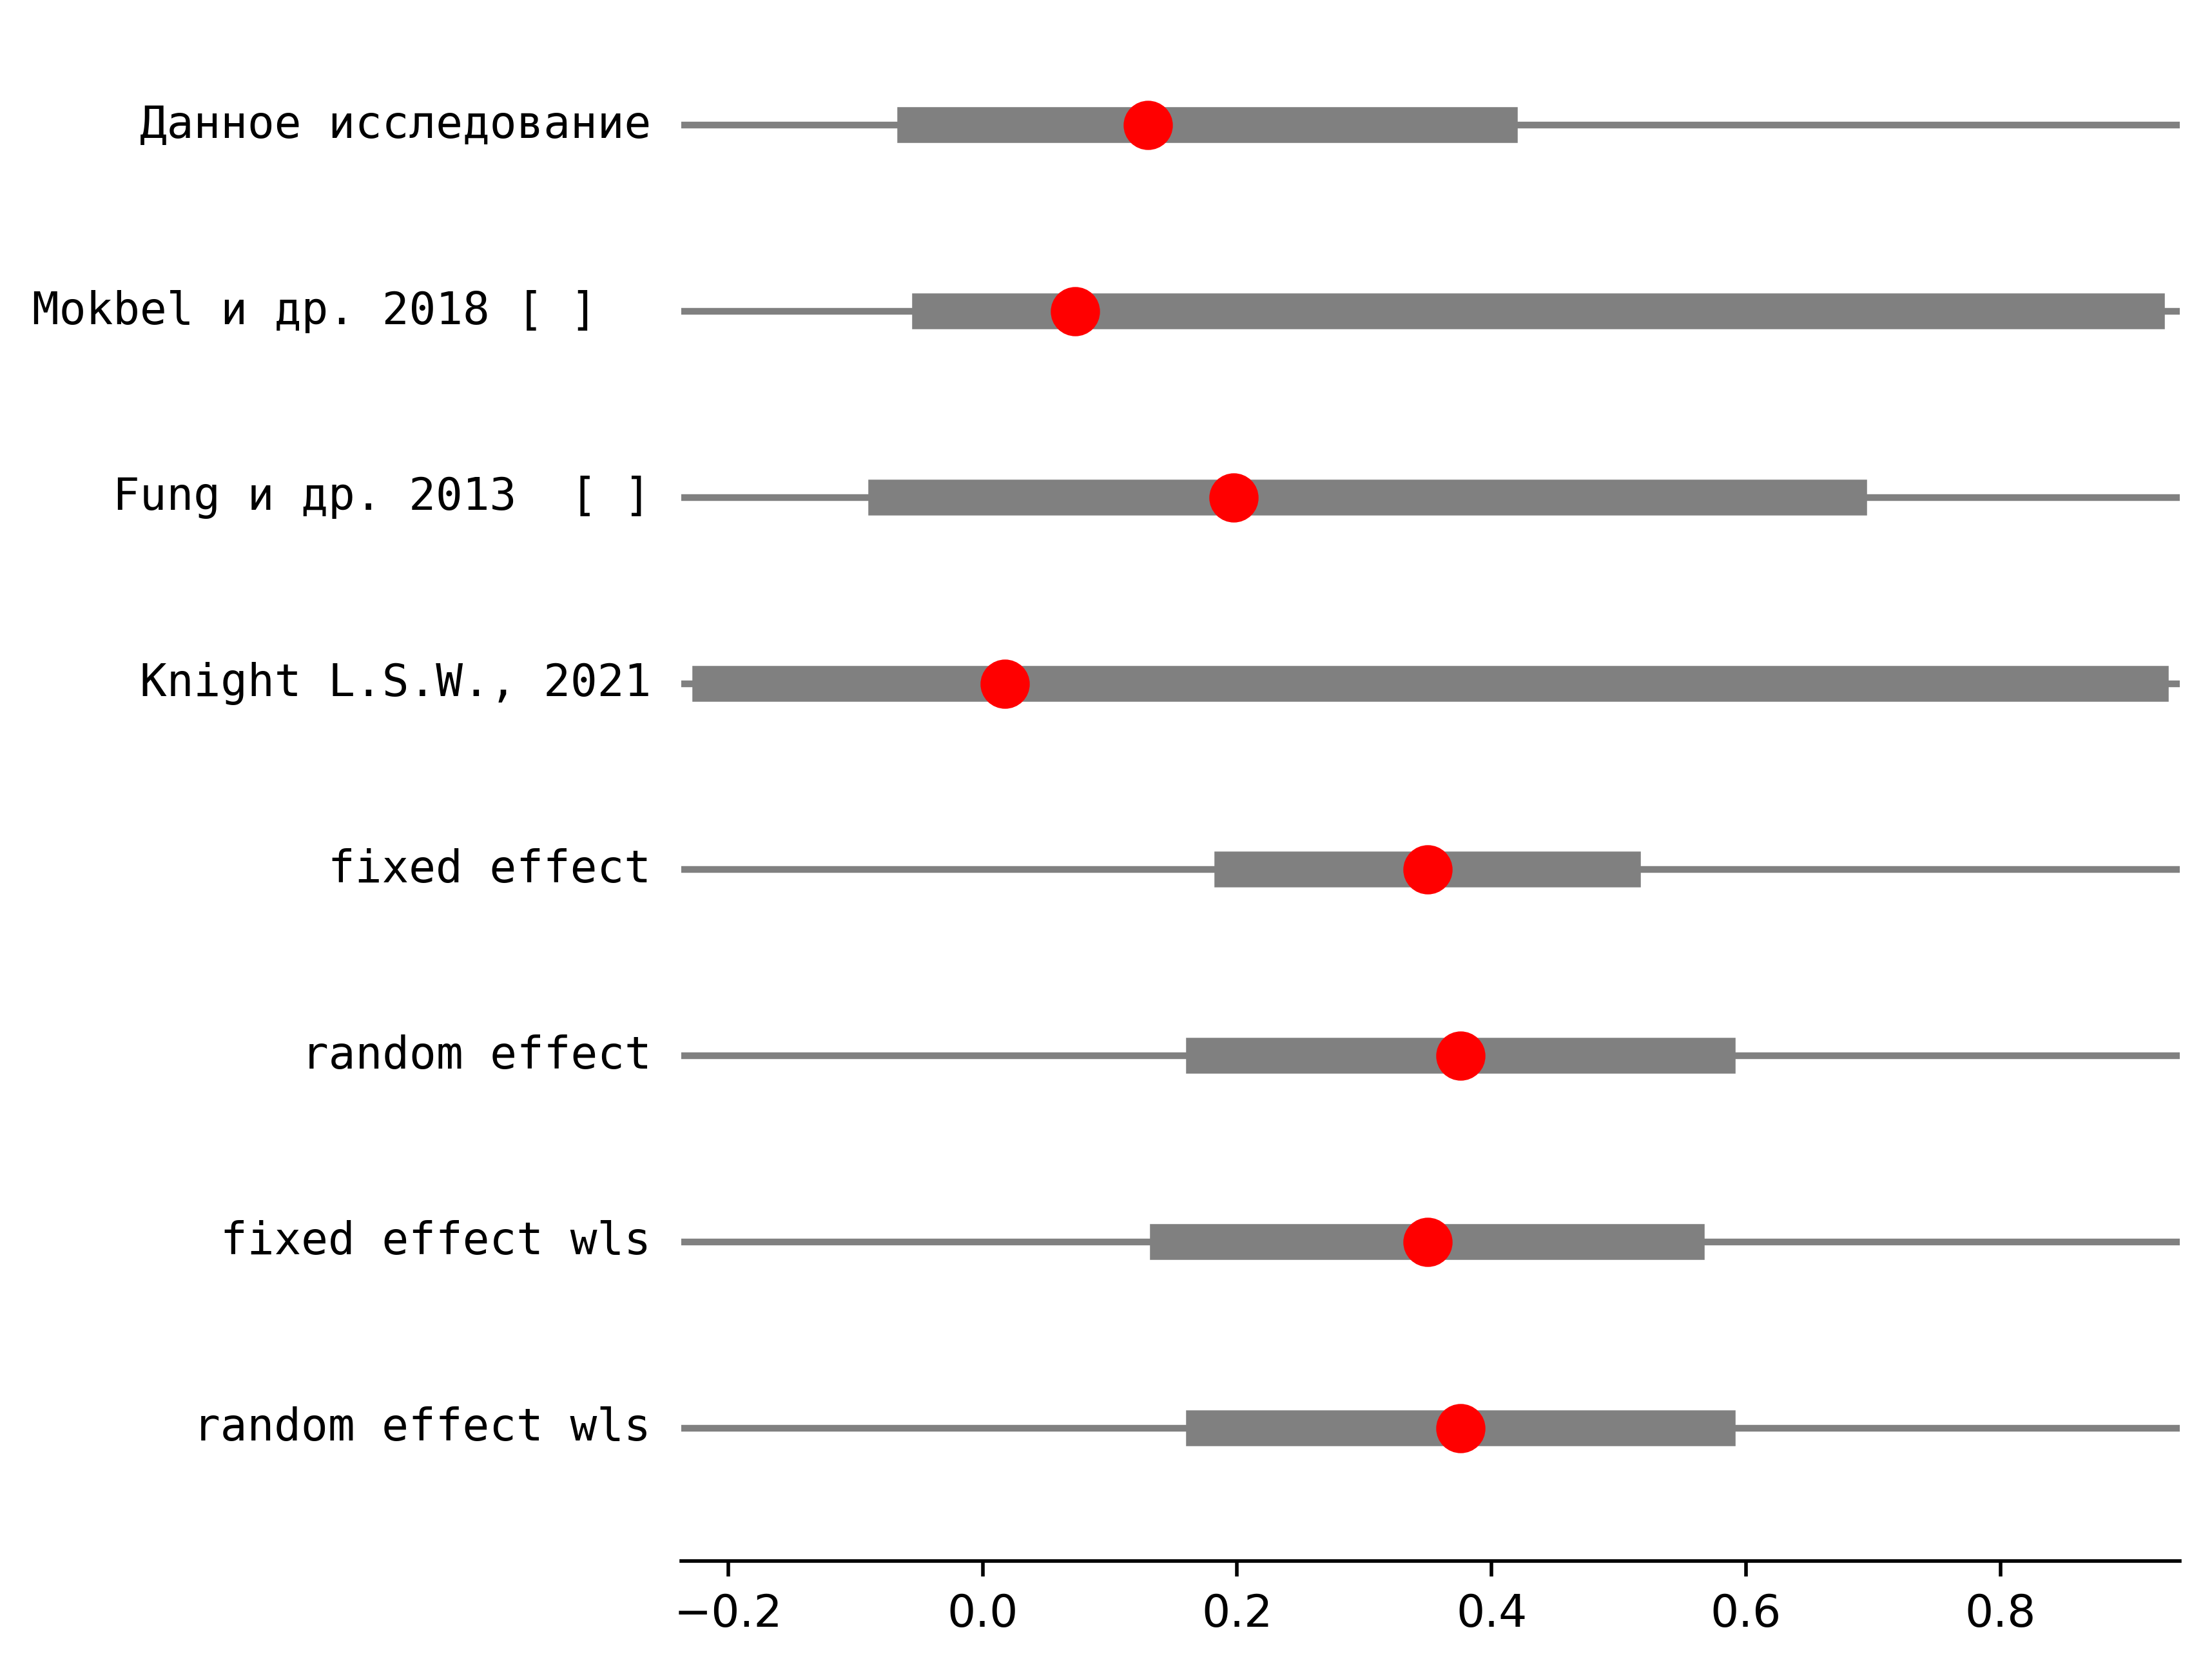 Данное исследование
Mokbel и др. 2018 [ ]
Fung и др. 2013  [ ]
Knight L.S.W., 2021
fixed effect
random effect
fixed effect wls
random effect wls
−0.2 0.0 0.2 0.4 0.6 0.8